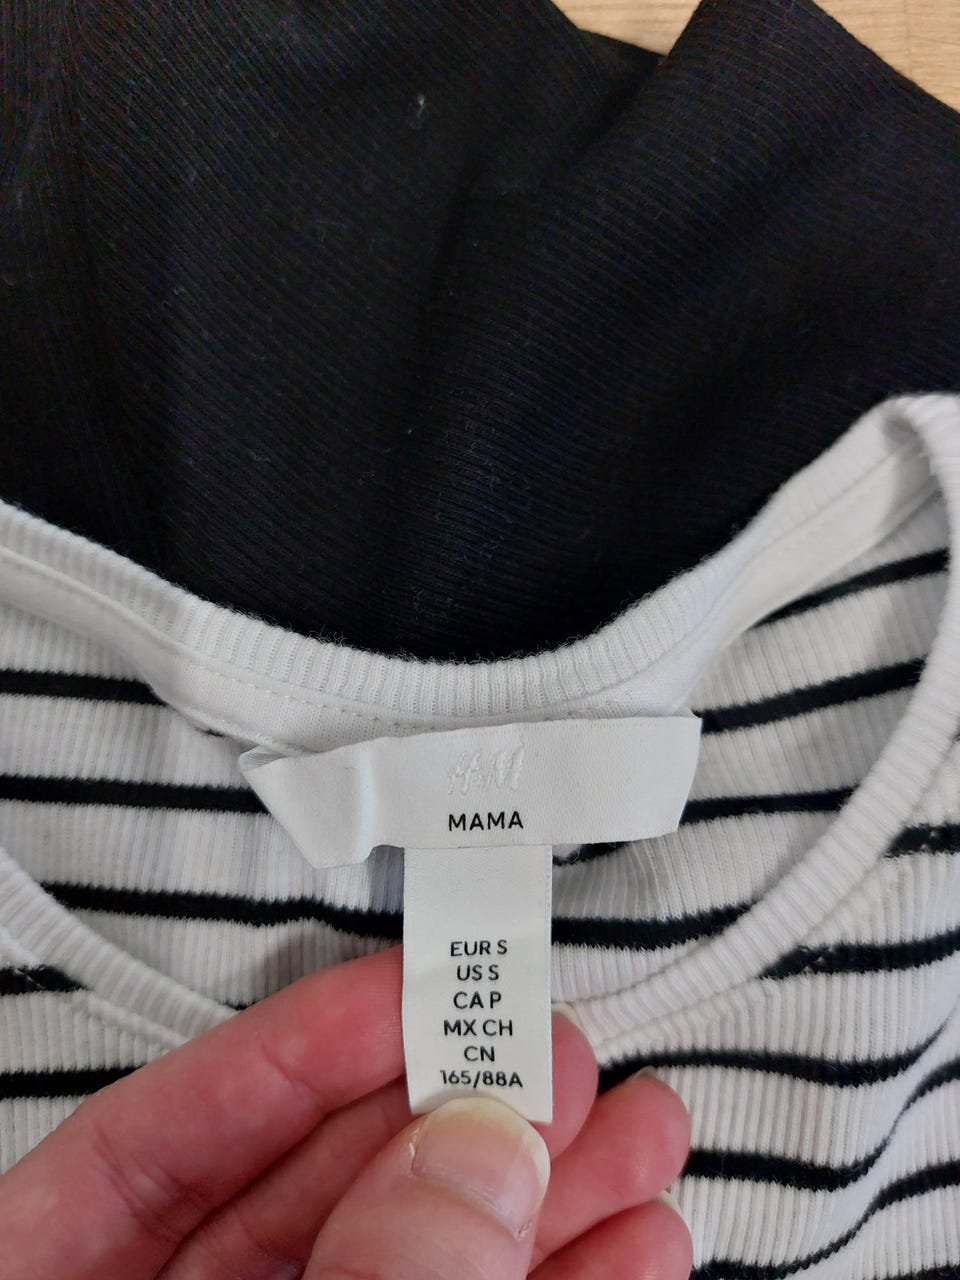 H&M
MAMA
EUR S
US S
CA P
MX CH
CN
165/88A